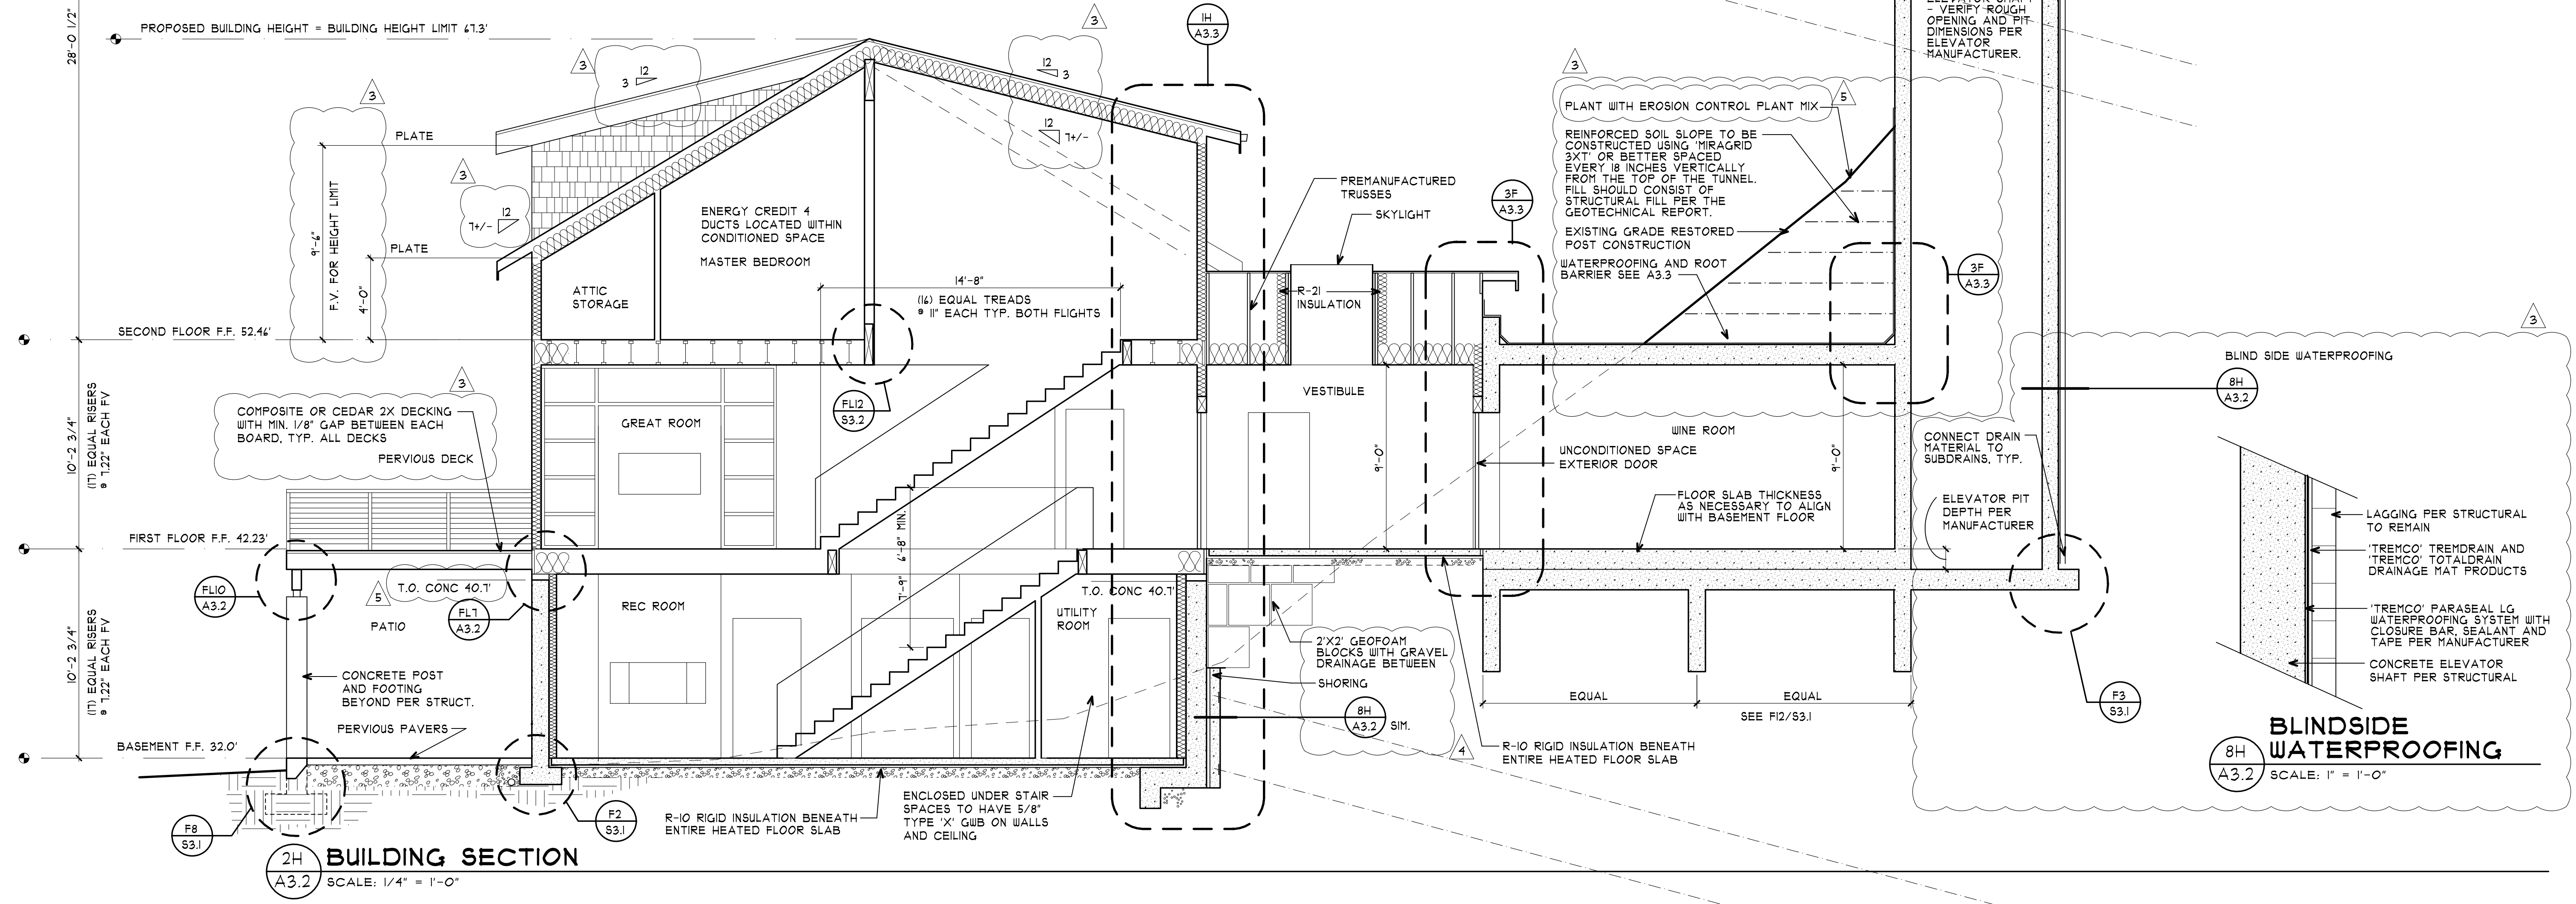 28'-0 1/2"
PROPOSED BUILDING HEIGHT = BUILDING HEIGHT LIMIT 67.3'
3
12
3
3
12
3
12
7+/-
1H
A3.3
3
PLATE
9'-6"
F.V. FOR HEIGHT LIMIT
3
12
7+/-
PLATE
4'-0"
ENERGY CREDIT 4
DUCTS LOCATED WITHIN
CONDITIONED SPACE
MASTER BEDROOM
ATTIC
STORAGE
14'-8"
(16) EQUAL TREADS
@ 11" EACH TYP. BOTH FLIGHTS
SECOND FLOOR F.F. 52.46'
PREMANUFACTURED
TRUSSES
SKYLIGHT
R-21
INSULATION
3F
A3.3
- VERIFY ROUGH
OPENING AND PIT
DIMENSIONS PER
ELEVATOR
MANUFACTURER.
3
PLANT WITH EROSION CONTROL PLANT MIX
5
REINFORCED SOIL SLOPE TO BE
CONSTRUCTED USING 'MIRAGRID
3XT' OR BETTER SPACED
EVERY 18 INCHES VERTICALLY
FROM THE TOP OF THE TUNNEL.
FILL SHOULD CONSIST OF
STRUCTURAL FILL PER THE
GEOTECHNICAL REPORT.
EXISTING GRADE RESTORED
POST CONSTRUCTION
WATERPROOFING AND ROOT
BARRIER SEE A3.3
3F
A3.3
10'-2 3/4"
(17) EQUAL RISERS
@ 7.22" EACH FV
3
COMPOSITE OR CEDAR 2X DECKING
WITH MIN. 1/8" GAP BETWEEN EACH
BOARD, TYP. ALL DECKS
PERVIOUS DECK
GREAT ROOM
FL12
S3.2
VESTIBULE
9'-0"
WINE ROOM
UNCONDITIONED SPACE
EXTERIOR DOOR
9'-0"
FLOOR SLAB THICKNESS
AS NECESSARY TO ALIGN
WITH BASEMENT FLOOR
3
BLIND SIDE WATERPROOFING
8H
A3.2
CONNECT DRAIN
MATERIAL TO
SUBDRAINS, TYP.
ELEVATOR PIT
DEPTH PER
MANUFACTURER
FIRST FLOOR F.F. 42.23'
FL10
A3.2
5
T.O. CONC 40.7'
FL7
A3.2
PATIO
REC ROOM
7'-9"
6'-8" MIN.
T.O. CONC 40.7'
UTILITY
ROOM
10'-2 3/4"
(17) EQUAL RISERS
@ 7.22" EACH FV
CONCRETE POST
AND FOOTING
BEYOND PER STRUCT.
PERVIOUS PAVERS
BASEMENT F.F. 32.0'
2'X2' GEOFOAM
BLOCKS WITH GRAVEL
DRAINAGE BETWEEN
SHORING
8H
A3.2
SIM.
4
EQUAL
EQUAL
SEE F12/S3.1
R-10 RIGID INSULATION BENEATH
ENTIRE HEATED FLOOR SLAB
F3
S3.1
LAGGING PER STRUCTURAL
TO REMAIN
'TREMCO' TREMDRAIN AND
'TREMCO' TOTALDRAIN
DRAINAGE MAT PRODUCTS
'TREMCO' PARASEAL LG
WATERPROOFING SYSTEM WITH
CLOSURE BAR, SEALANT AND
TAPE PER MANUFACTURER
CONCRETE ELEVATOR
SHAFT PER STRUCTURAL
8H
A3.2
BLINDSIDE
WATERPROOFING
SCALE: 1" = 1'-0"
F8
S3.1
F2
S3.1
R-10 RIGID INSULATION BENEATH
ENTIRE HEATED FLOOR SLAB
ENCLOSED UNDER STAIR
SPACES TO HAVE 5/8"
TYPE 'X' GWB ON WALLS
AND CEILING
2H
A3.2
BUILDING SECTION
SCALE: 1/4" = 1'-0"